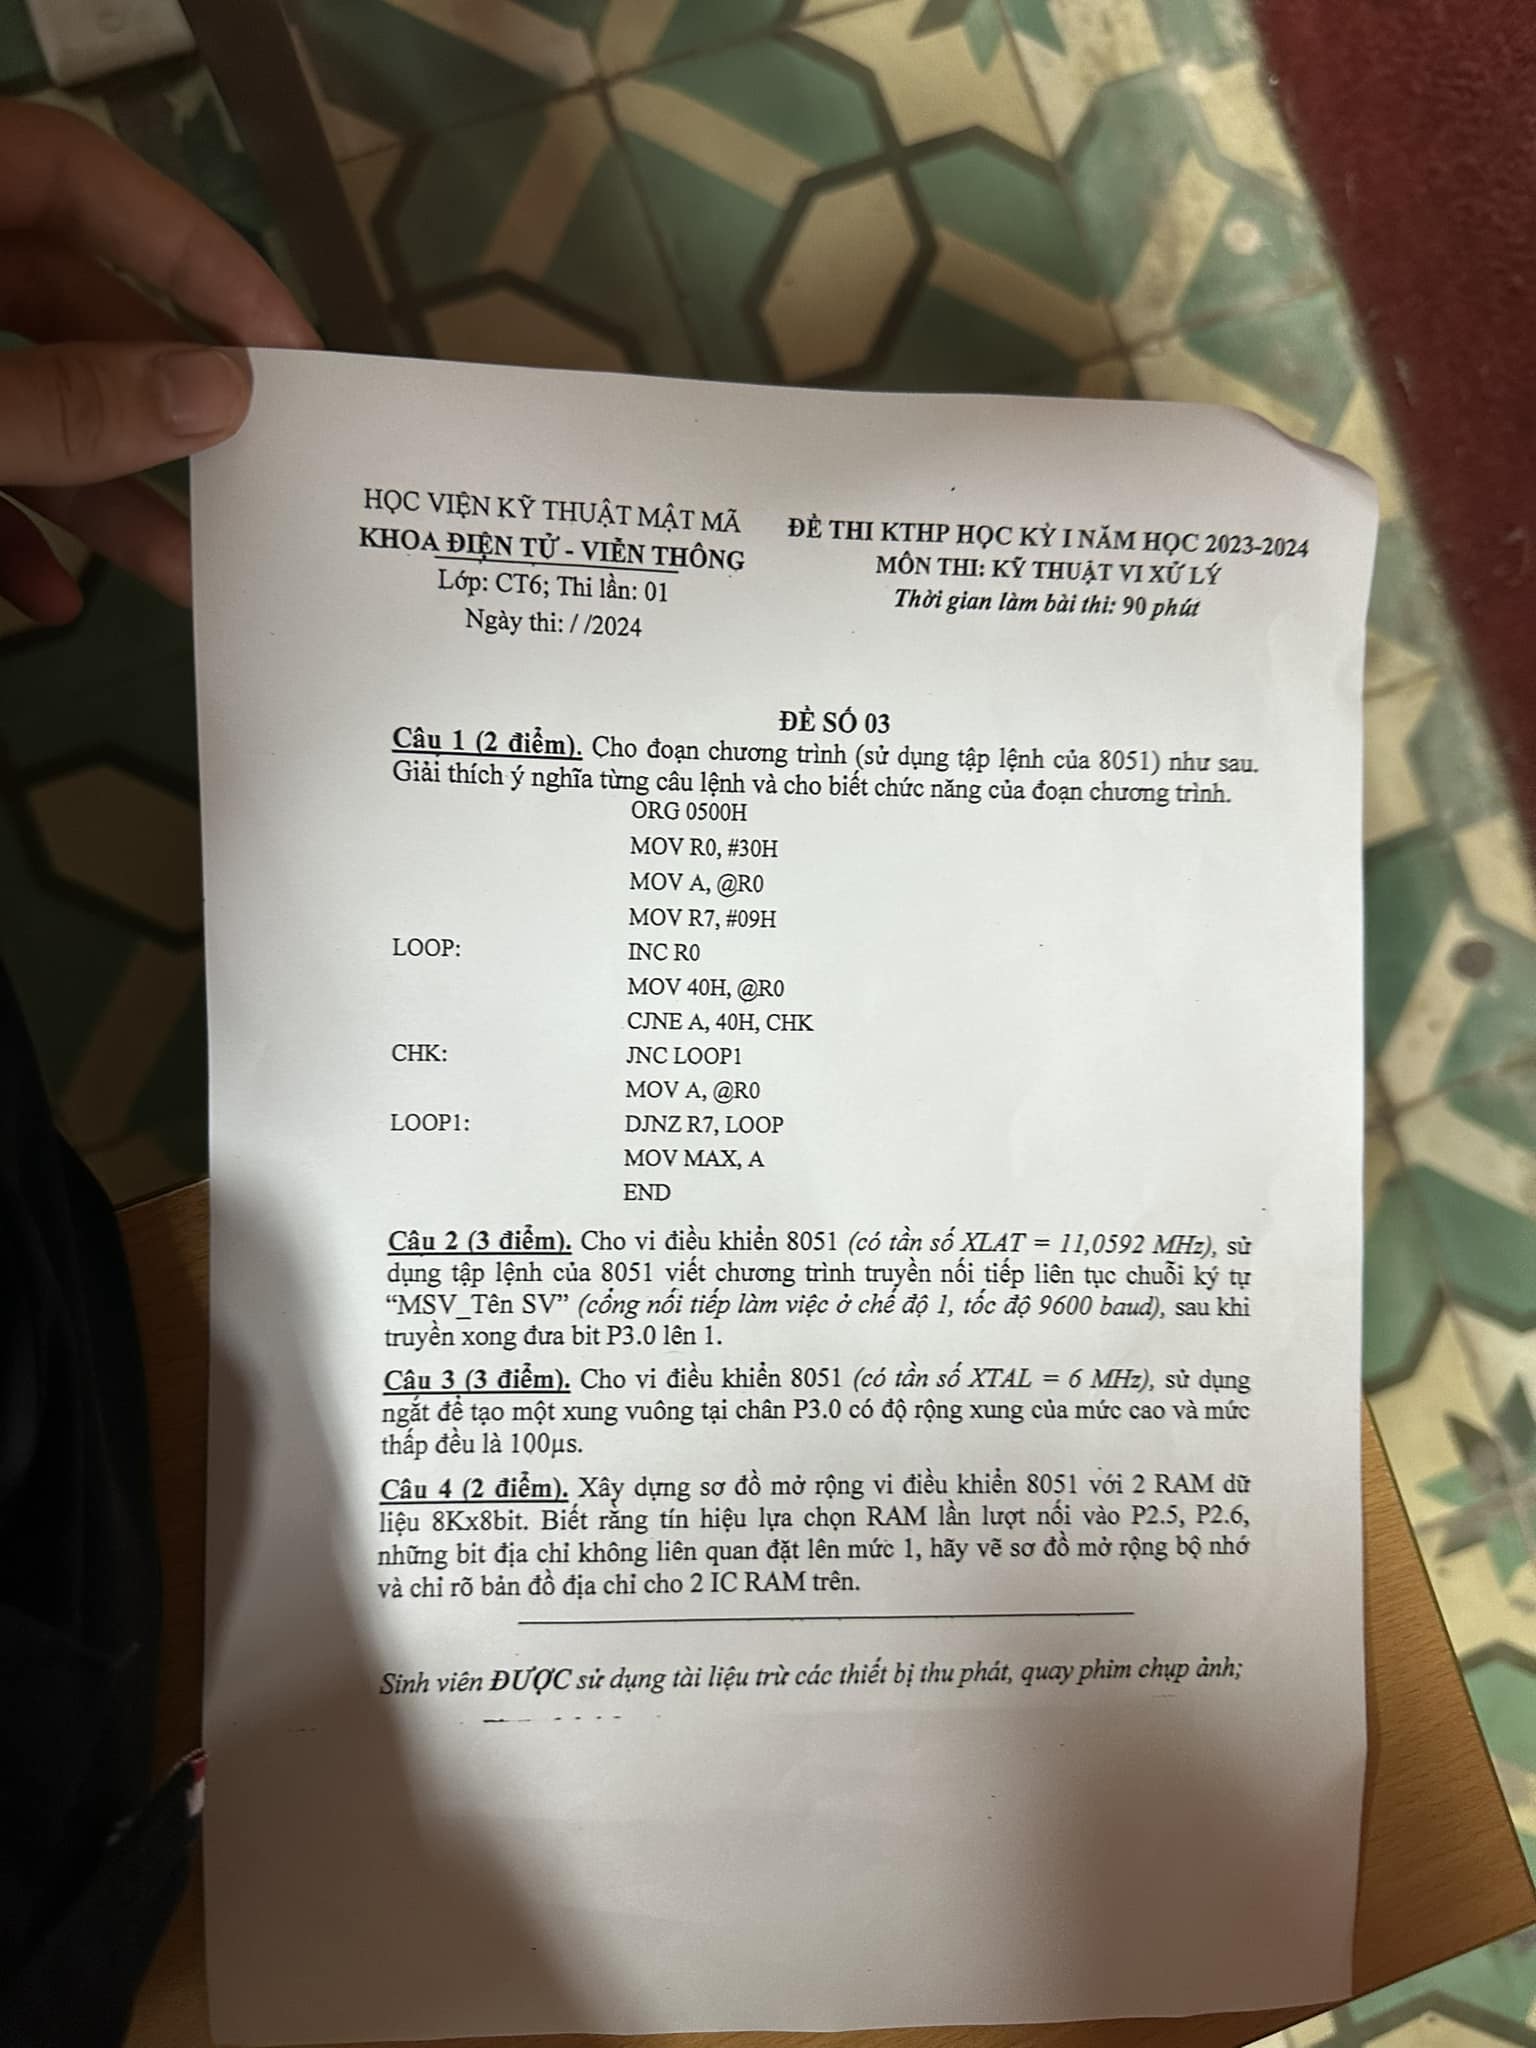 HỌC VIỆN KỸ THUẬT MẬT MÃ
KHOA ĐIỆN TỬ - VIỄN THÔNG
Lớp: CT6; Thi lần: 01
Ngày thi: / /2024
ĐỀ THI KTHP HỌC KỲ I NĂM HỌC 2023-2024
MÔN THI: KỸ THUẬT VI XỬ LÝ
Thời gian làm bài thi: 90 phút
ĐỀ SỐ 03
Câu 1 (2 điểm). Cho đoạn chương trình (sử dụng tập lệnh của 8051) như sau.
Giải thích ý nghĩa từng câu lệnh và cho biết chức năng của đoạn chương trình.
ORG 0500H
MOV R0, #30H
MOV A, @R0
MOV R7, #09H
LOOP: INC R0
MOV 40H, @R0
CJNE A, 40H, CHK
CHK: JNC LOOP1
MOV A, @R0
LOOP1: DJNZ R7, LOOP
MOV MAX, A
END
Câu 2 (3 điểm). Cho vi điều khiển 8051 (có tần số XLAT = 11,0592 MHz), sử
dụng tập lệnh của 8051 viết chương trình truyền nối tiếp liên tục chuỗi ký tự
“MSV_Tên SV” (cổng nối tiếp làm việc ở chế độ 1, tốc độ 9600 baud), sau khi
truyền xong đưa bit P3.0 lên 1.
Câu 3 (3 điểm). Cho vi điều khiển 8051 (có tần số XTAL = 6 MHz), sử dụng
ngắt để tạo một xung vuông tại chân P3.0 có độ rộng xung của mức cao và mức
thấp đều là 100µs.
Câu 4 (2 điểm). Xây dựng sơ đồ mở rộng vi điều khiển 8051 với 2 RAM dữ
liệu 8Kx8bit. Biết rằng tín hiệu lựa chọn RAM lần lượt nối vào P2.5, P2.6,
những bit địa chỉ không liên quan đặt lên mức 1, hãy vẽ sơ đồ mở rộng bộ nhớ
và chỉ rõ bản đồ địa chỉ cho 2 IC RAM trên.
Sinh viên ĐƯỢC sử dụng tài liệu trừ các thiết bị thu phát, quay phim chụp ảnh;